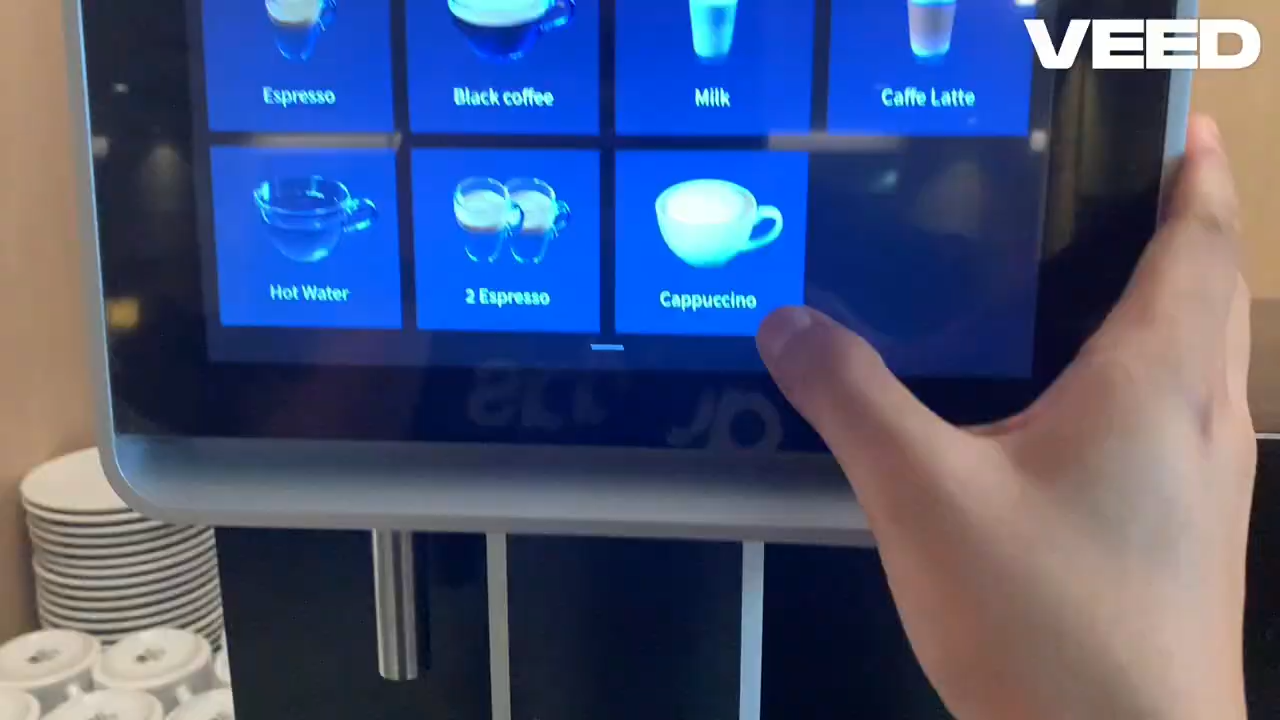 VEED
Espresso
Black coffee
Milk
Caffe Latte
Hot Water
2 Espresso
Cappuccino